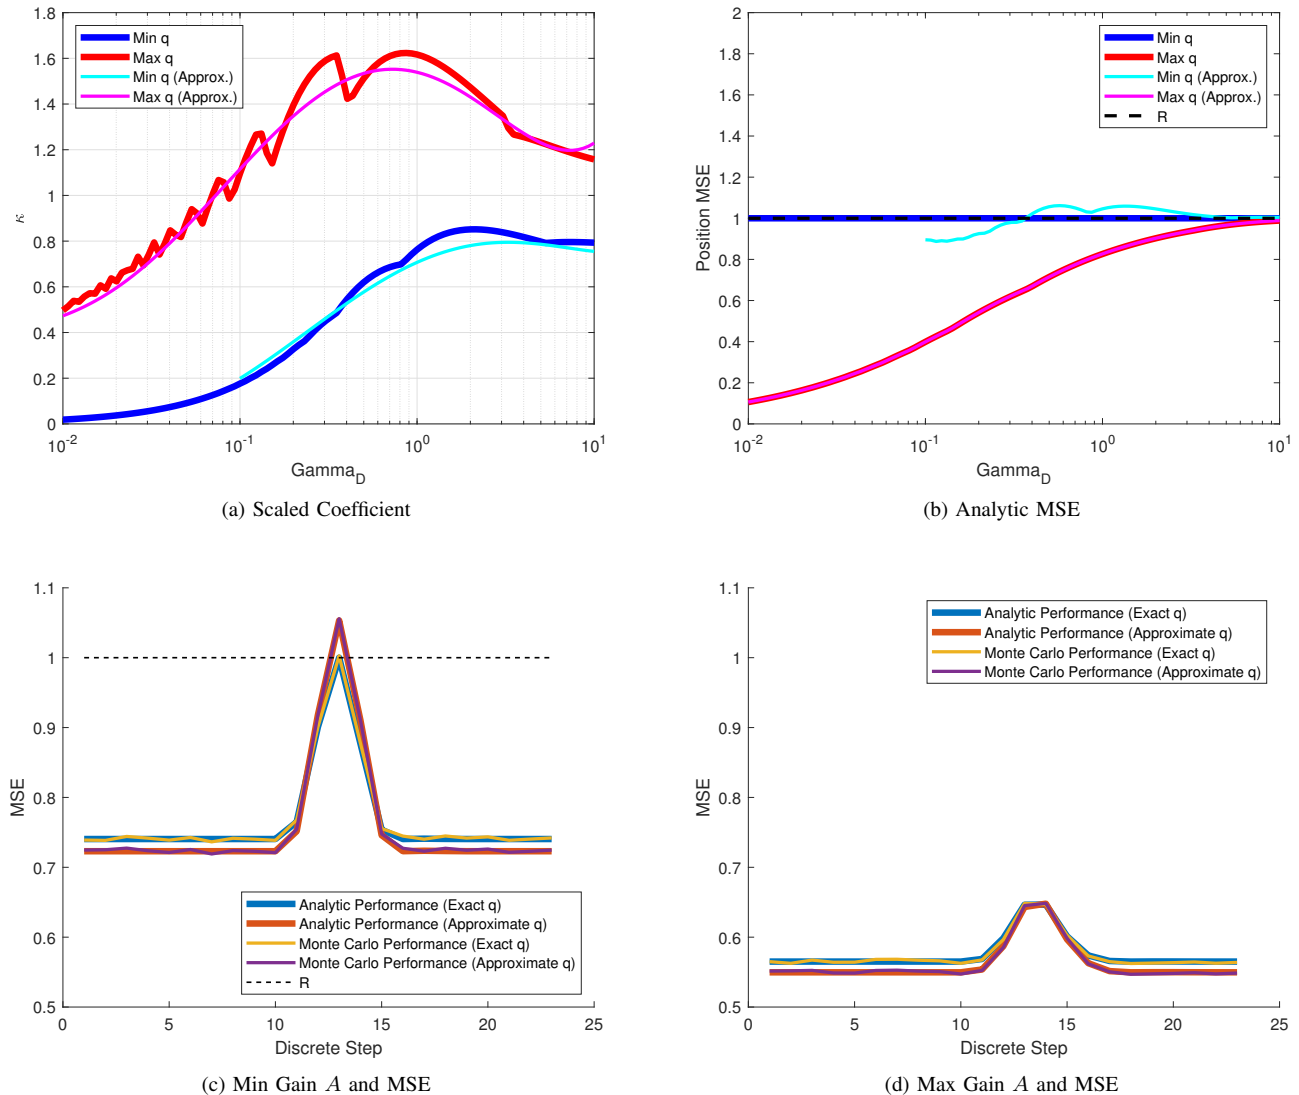 1.8
1.6
1.4
1.2
1
0.8
0.6
0.4
0.2
0
κ
Min q
Max q
Min q (Approx.)
Max q (Approx.)
10^-2 10^-1 10^0 10^1
Gamma_D
(a) Scaled Coefficient
2
1.8
1.6
1.4
1.2
1
0.8
0.6
0.4
0.2
0
Position MSE
Min q
Max q
Min q (Approx.)
Max q (Approx.)
R
10^-2 10^-1 10^0 10^1
Gamma_D
(b) Analytic MSE
1.1
1
0.9
0.8
0.7
0.6
0.5
MSE
Analytic Performance (Exact q)
Analytic Performance (Approximate q)
Monte Carlo Performance (Exact q)
Monte Carlo Performance (Approximate q)
R
0 5 10 15 20 25
Discrete Step
(c) Min Gain A and MSE
1.1
1
0.9
0.8
0.7
0.6
0.5
MSE
Analytic Performance (Exact q)
Analytic Performance (Approximate q)
Monte Carlo Performance (Exact q)
Monte Carlo Performance (Approximate q)
0 5 10 15 20 25
Discrete Step
(d) Max Gain A and MSE